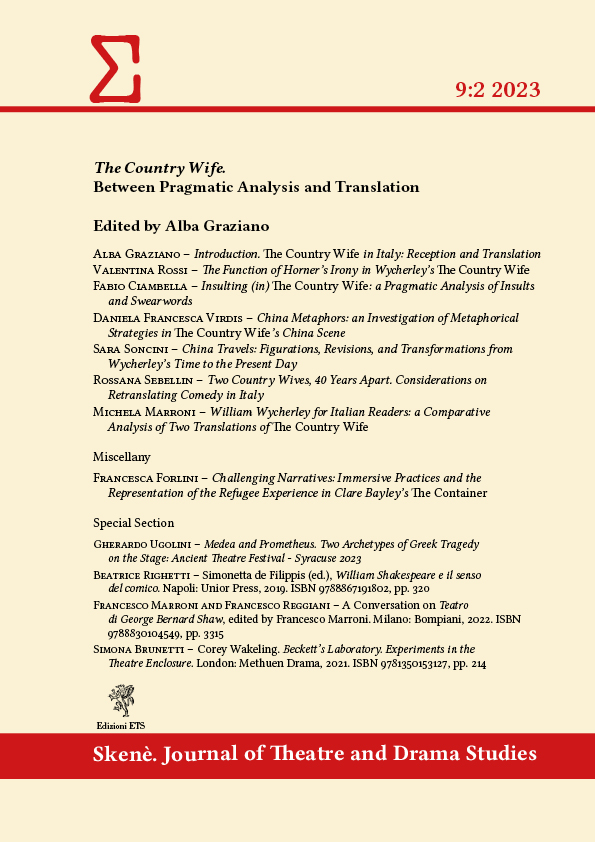 Σ
9:2 2023
The Country Wife.
Between Pragmatic Analysis and Translation
Edited by Alba Graziano
Alba Graziano – Introduction. The Country Wife in Italy: Reception and Translation
Valentina Rossi – The Function of Horner's Irony in Wycherley's The Country Wife
Fabio Ciambella – Insulting (in) The Country Wife: a Pragmatic Analysis of Insults
and Swearwords
Daniela Francesca Virdis – China Metaphors: an Investigation of Metaphorical
Strategies in The Country Wife's China Scene
Sara Soncini – China Travels: Figurations, Revisions, and Transformations from
Wycherley's Time to the Present Day
Rossana Sebellin – Two Country Wives, 40 Years Apart. Considerations on
Retranslating Comedy in Italy
Michela Marroni – William Wycherley for Italian Readers: a Comparative
Analysis of Two Translations of The Country Wife
Miscellany
Francesca Forlini – Challenging Narratives: Immersive Practices and the
Representation of the Refugee Experience in Clare Bayley's The Container
Special Section
Gherardo Ugolini – Medea and Prometheus. Two Archetypes of Greek Tragedy
on the Stage: Ancient Theatre Festival - Syracuse 2023
Beatrice Righetti – Simonetta de Filippis (ed.), William Shakespeare e il senso
del comico. Napoli: Unior Press, 2019. ISBN 9788867191802, pp. 320
Francesco Marroni and Francesco Reggiani – A Conversation on Teatro
di George Bernard Shaw, edited by Francesco Marroni. Milano: Bompiani, 2022. ISBN
9788830104549, pp. 3315
Simona Brunetti – Corey Wakeling. Beckett's Laboratory. Experiments in the
Theatre Enclosure. London: Methuen Drama, 2021. ISBN 9781350153127, pp. 214
Edizioni ETS
Skenè. Journal of Theatre and Drama Studies